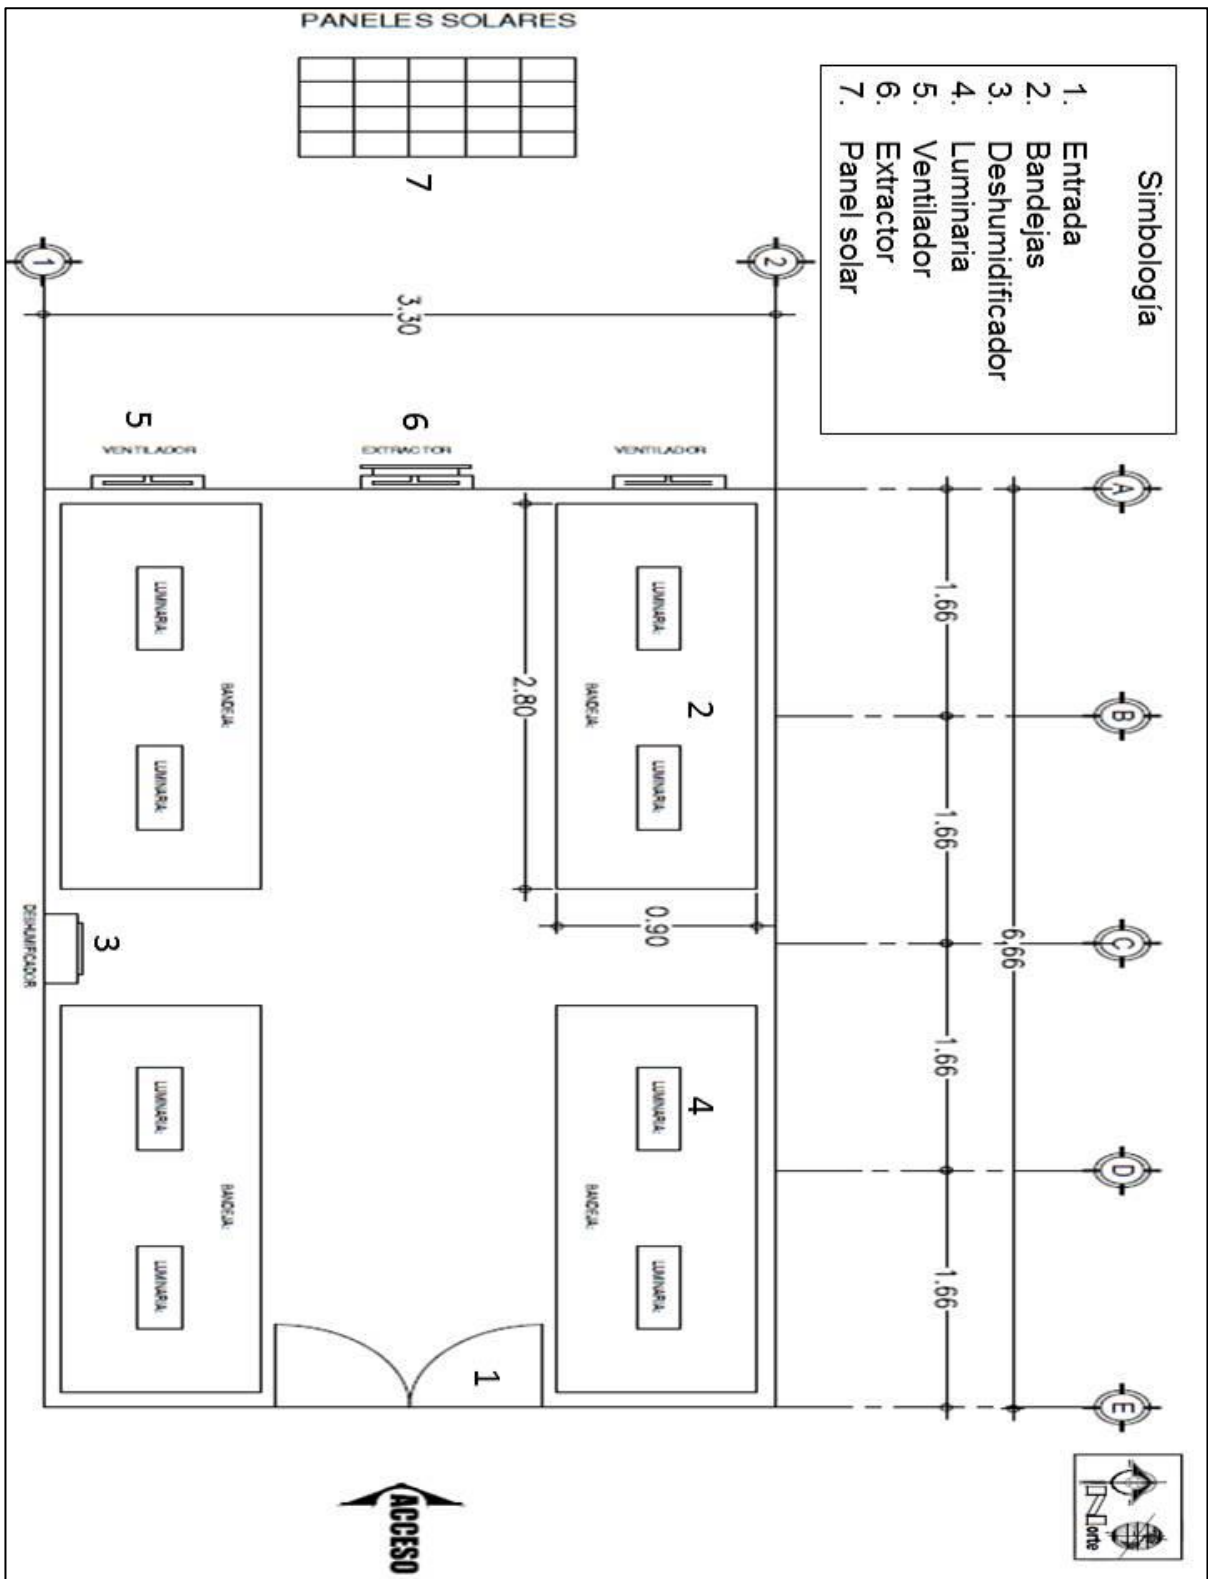 Simbología
1. Entrada
2. Bandejas
3. Deshumidificador
4. Luminaria
5. Ventilador
6. Extractor
7. Panel solar
A
B
C
D
E
6,66
1.66
1.66
1.66
1.66
Norte
2
1
3.30
PANELES SOLARES
7
VENTILADOR
EXTRACTOR
6
VENTILADOR
5
LUMINARIA:
LUMINARIA:
2
BANDEJA:
2.80
0.90
LUMINARIA:
4
LUMINARIA:
BANDEJA:
1
ACCESO
BANDEJA:
LUMINARIA:
LUMINARIA:
3
DESHUMIFICADOR
BANDEJA:
LUMINARIA:
LUMINARIA: